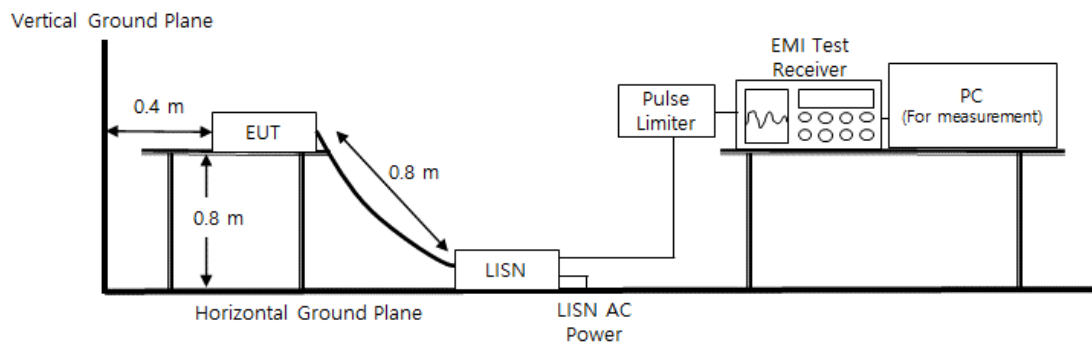 Vertical Ground Plane
EMI Test
Receiver
0.4 m
EUT
Pulse
Limiter
PC
(For measurement)
0.8 m
0.8 m
LISN
Horizontal Ground Plane
LISN AC
Power